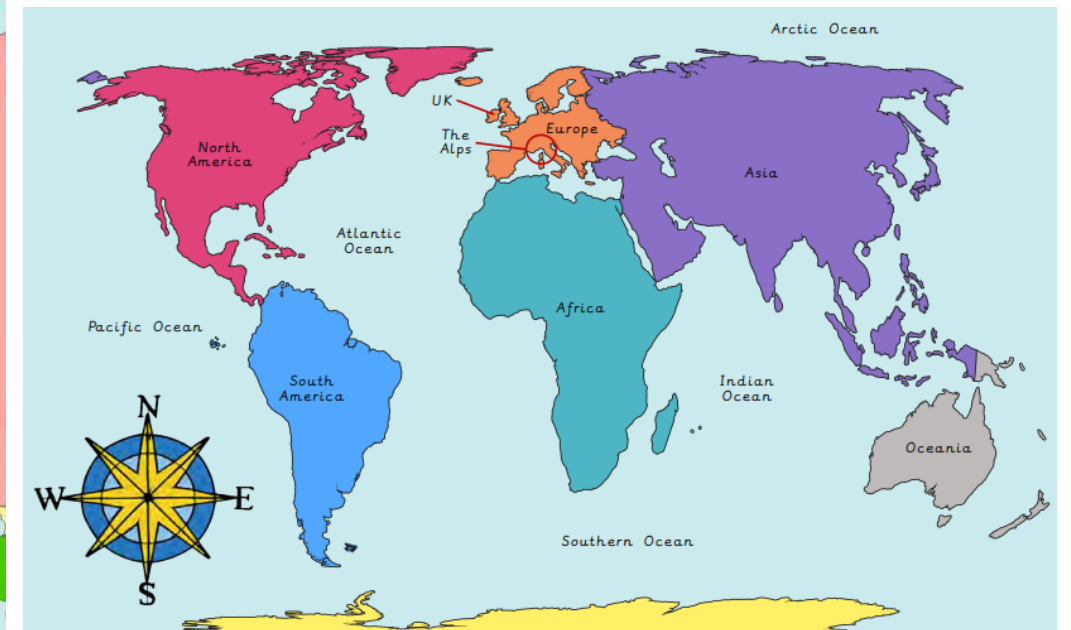 Arctic Ocean
UK
The
Alps
Europe
North
America
Asia
Atlantic
Ocean
Africa
Pacific Ocean
South
America
Indian
Ocean
N
W
E
S
Oceania
Southern Ocean